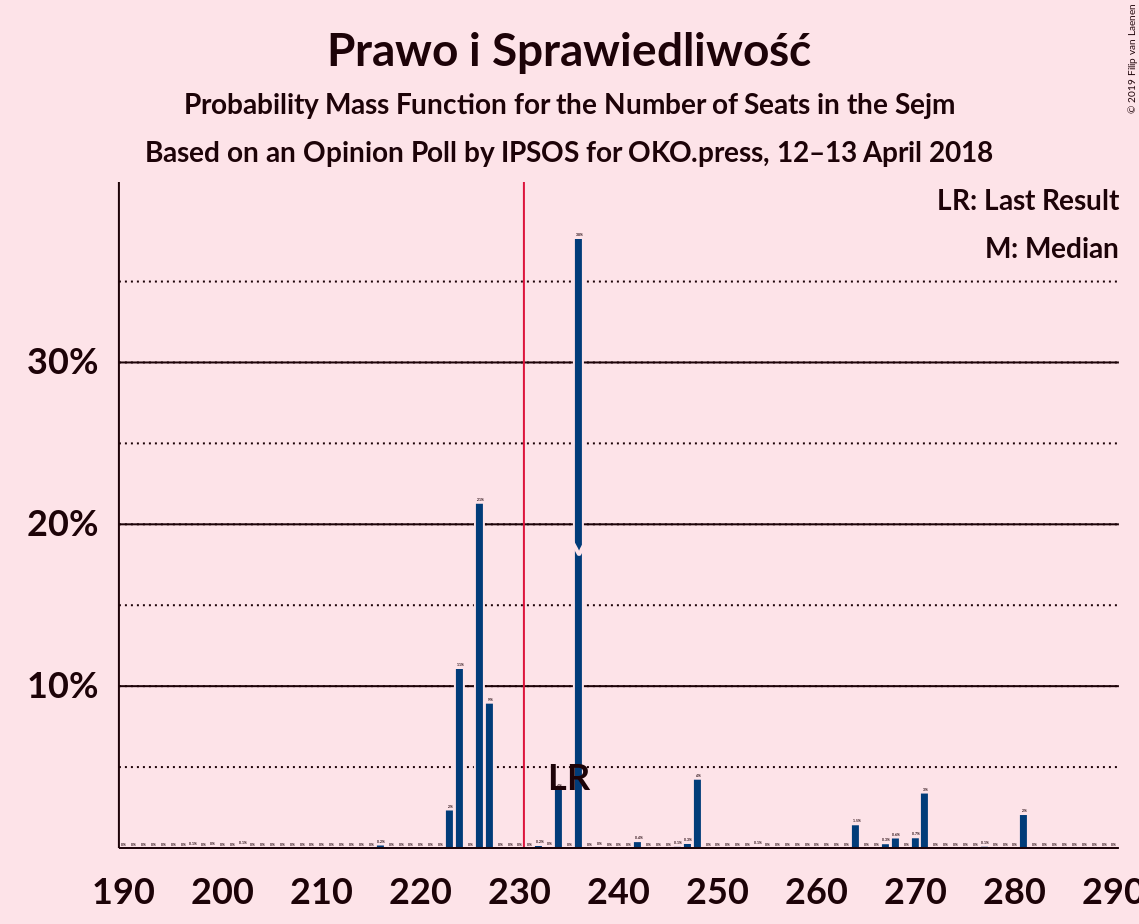 Prawo i Sprawiedliwość
Probability Mass Function for the Number of Seats in the Sejm
Based on an Opinion Poll by IPSOS for OKO.press, 12–13 April 2018
© 2019 Filip van Laenen
LR: Last Result
M: Median
30%
20%
10%
LR
190 200 210 220 230 240 250 260 270 280 290